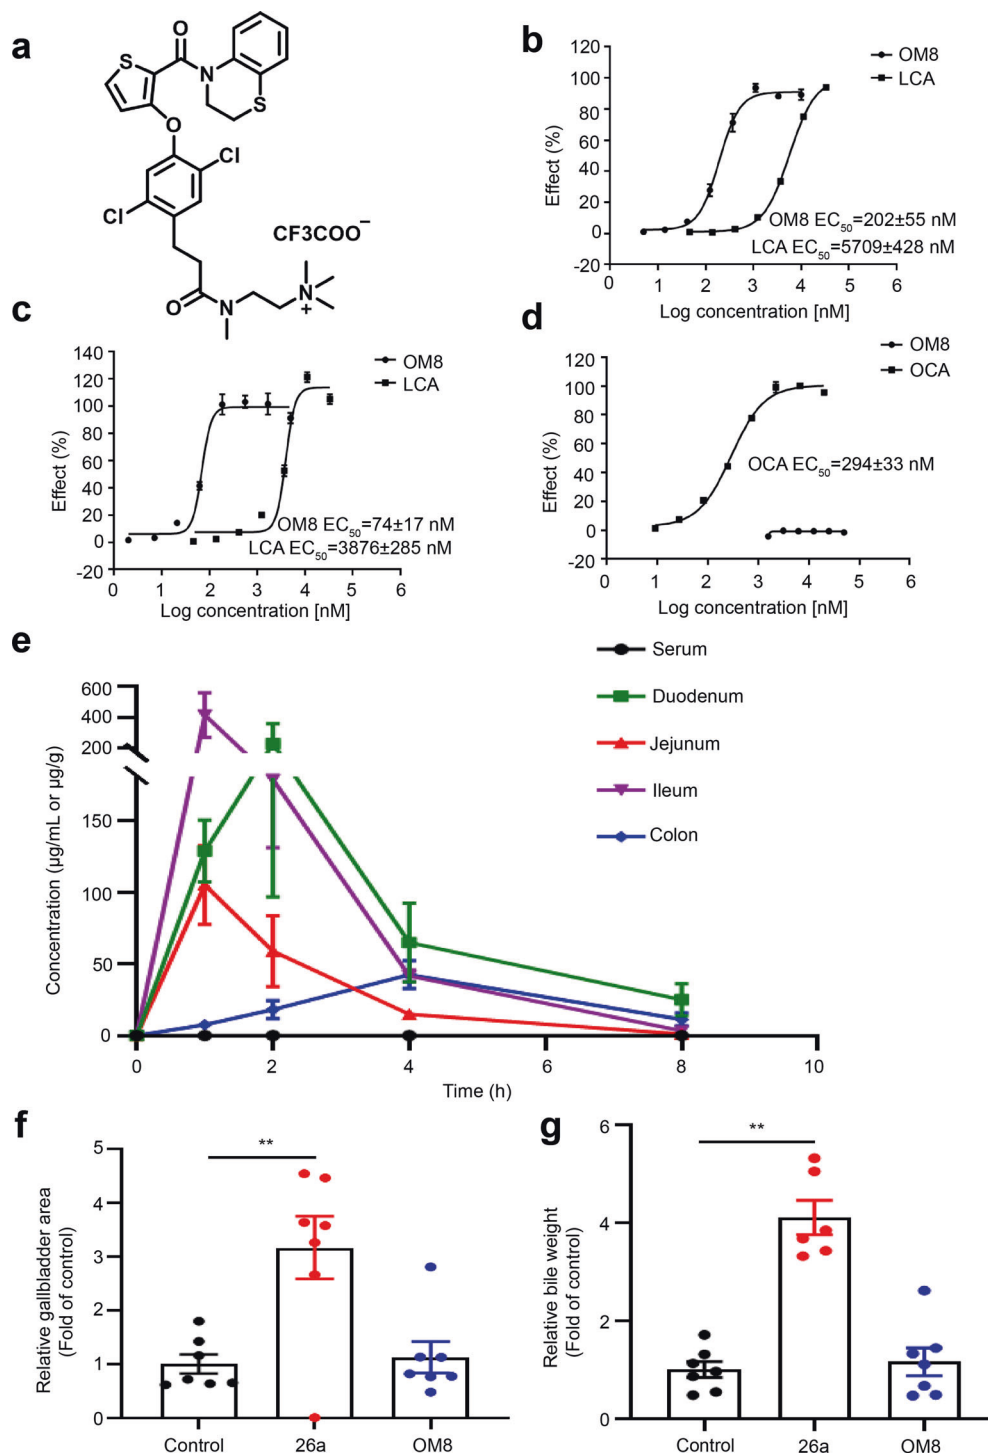 a
O
S
N
S
O
Cl
Cl
CF3COO−
O
N
N
+
b
120
100
80
60
40
20
0
-20
Effect (%)
OM8
LCA
OM8 EC50=202±55 nM
LCA EC50=5709±428 nM
0 1 2 3 4 5 6
Log concentration [nM]
c
140
120
100
80
60
40
20
0
-20
Effect (%)
OM8
LCA
OM8 EC50=74±17 nM
LCA EC50=3876±285 nM
0 1 2 3 4 5 6
Log concentration [nM]
d
120
100
80
60
40
20
0
-20
Effect (%)
OM8
OCA
OCA EC50=294±33 nM
0 1 2 3 4 5 6
Log concentration [nM]
e
600
400
200
150
100
50
0
Concentration (μg/mL or μg/g)
Serum
Duodenum
Jejunum
Ileum
Colon
0 2 4 6 8 10
Time (h)
f
5
4
3
2
1
0
Relative gallbladder area
(Fold of control)
**
Control 26a OM8
g
6
4
2
0
Relative bile weight
(Fold of control)
**
Control 26a OM8